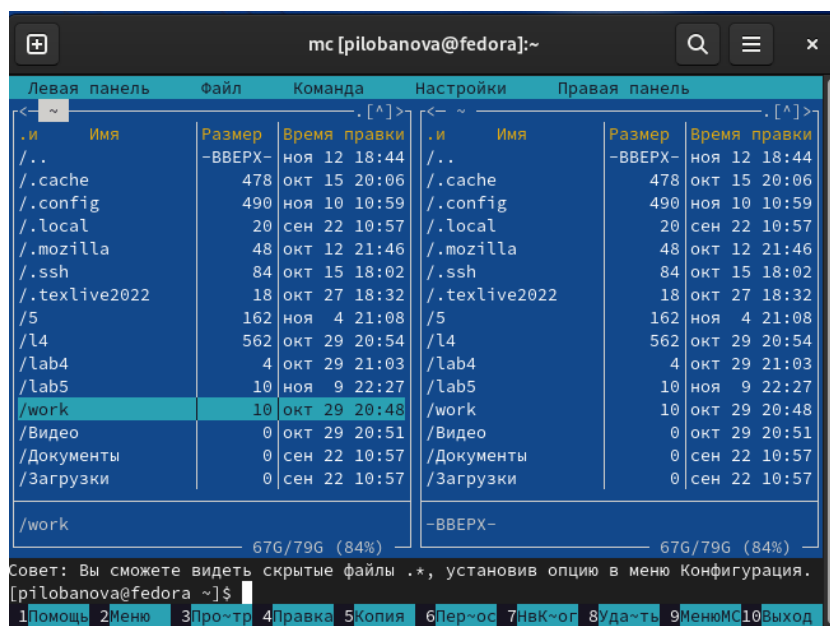 mc [pilobanova@fedora]:~
Левая панель Файл Команда Настройки Правая панель
<— ~ .[^]> <— ~ .[^]>
.и Имя Размер Время правки .и Имя Размер Время правки
/.. -ВВЕРХ- ноя 12 18:44 /.. -ВВЕРХ- ноя 12 18:44
/.cache 478 окт 15 20:06 /.cache 478 окт 15 20:06
/.config 490 ноя 10 10:59 /.config 490 ноя 10 10:59
/.local 20 сен 22 10:57 /.local 20 сен 22 10:57
/.mozilla 48 окт 12 21:46 /.mozilla 48 окт 12 21:46
/.ssh 84 окт 15 18:02 /.ssh 84 окт 15 18:02
/.texlive2022 18 окт 27 18:32 /.texlive2022 18 окт 27 18:32
/5 162 ноя 4 21:08 /5 162 ноя 4 21:08
/l4 562 окт 29 20:54 /l4 562 окт 29 20:54
/lab4 4 окт 29 21:03 /lab4 4 окт 29 21:03
/lab5 10 ноя 9 22:27 /lab5 10 ноя 9 22:27
/work 10 окт 29 20:48 /work 10 окт 29 20:48
/Видео 0 окт 29 20:51 /Видео 0 окт 29 20:51
/Документы 0 сен 22 10:57 /Документы 0 сен 22 10:57
/Загрузки 0 сен 22 10:57 /Загрузки 0 сен 22 10:57
/work -ВВЕРХ-
67G/79G (84%) 67G/79G (84%)
Совет: Вы сможете видеть скрытые файлы .*, установив опцию в меню Конфигурация.
[pilobanova@fedora ~]$
1Помощь 2Меню 3Про~тр 4Правка 5Копия 6Пер~ос 7НвК~ог 8Уда~ть 9МенюMC 10Выход